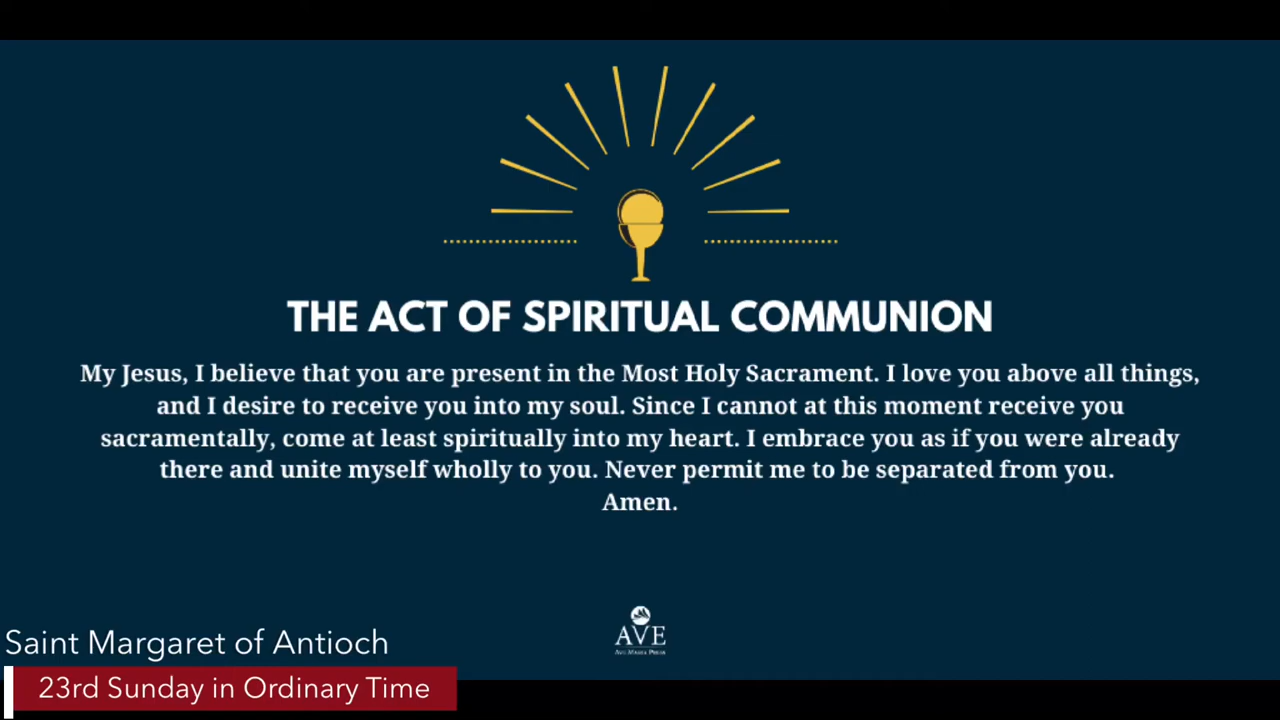 THE ACT OF SPIRITUAL COMMUNION
My Jesus, I believe that you are present in the Most Holy Sacrament. I love you above all things,
and I desire to receive you into my soul. Since I cannot at this moment receive you
sacramentally, come at least spiritually into my heart. I embrace you as if you were already
there and unite myself wholly to you. Never permit me to be separated from you.
Amen.
AVE
AVE MARIA PRESS
Saint Margaret of Antioch
23rd Sunday in Ordinary Time